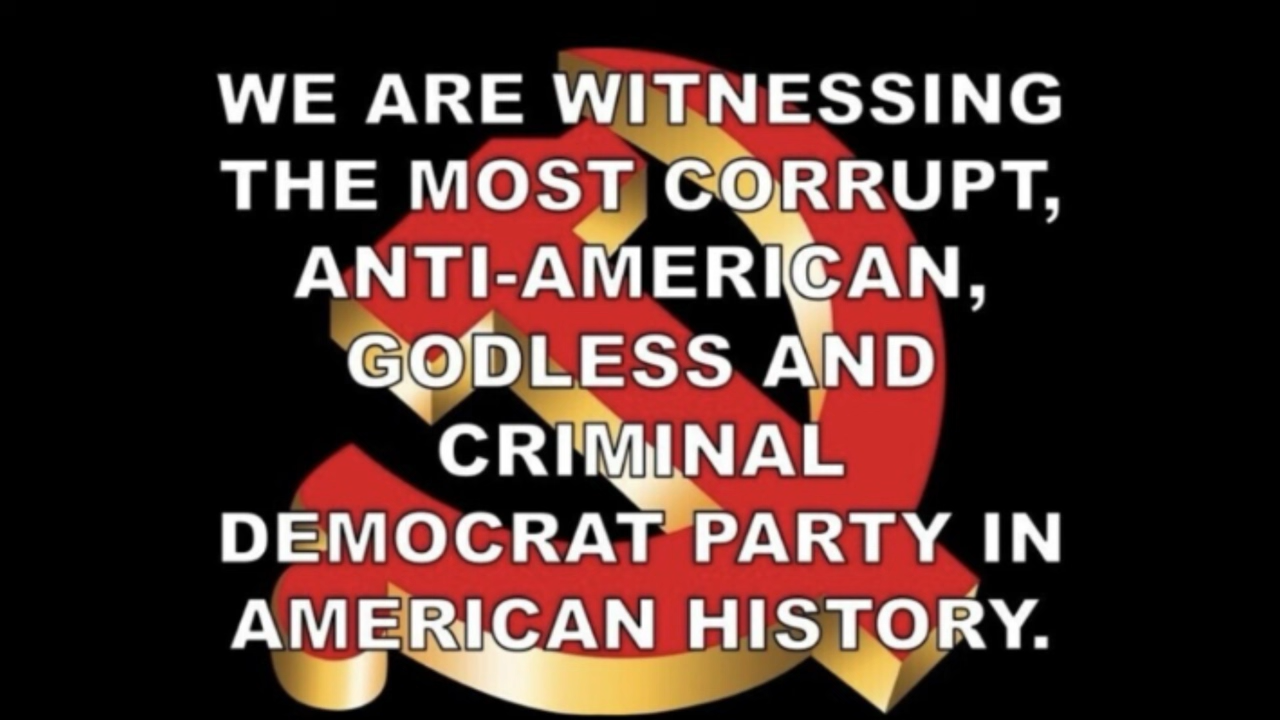 WE ARE WITNESSING
THE MOST CORRUPT,
ANTI-AMERICAN,
GODLESS AND
CRIMINAL
DEMOCRAT PARTY IN
AMERICAN HISTORY.